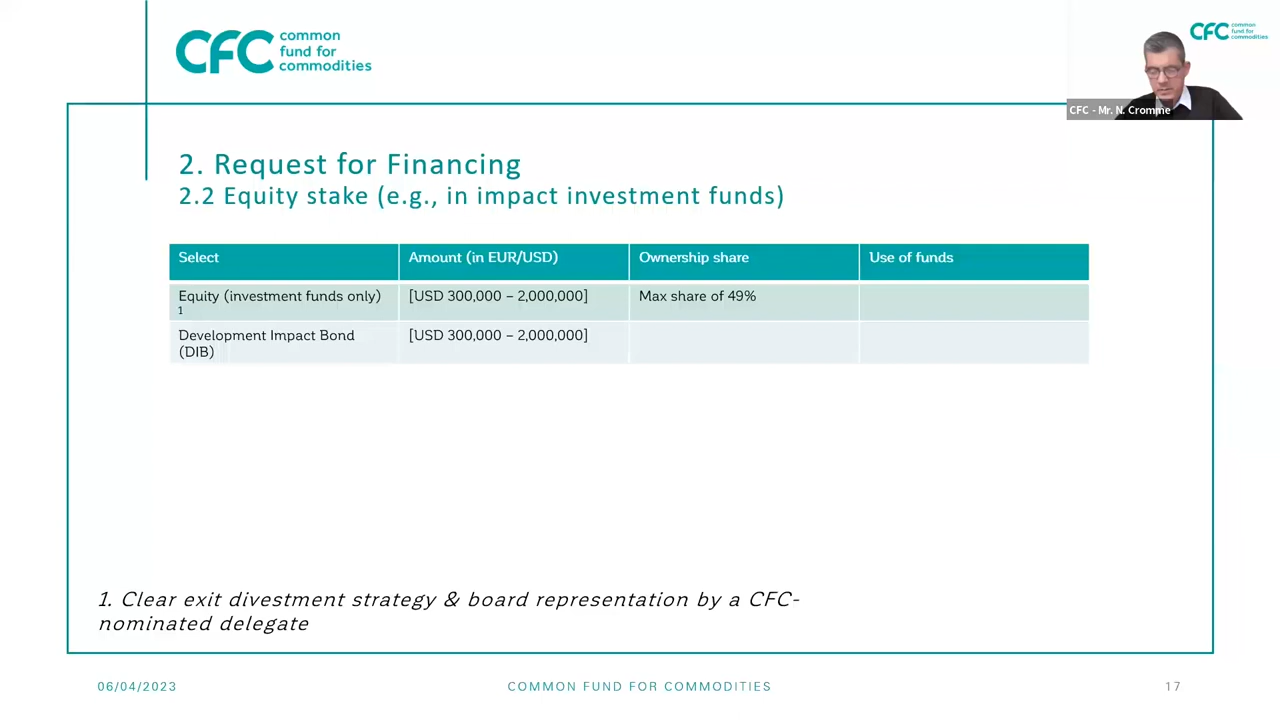 CFC common
fund for
commodities
CFC common
fund for
commodities
CFC - Mr. N. Cromme
2. Request for Financing
2.2 Equity stake (e.g., in impact investment funds)
Select Amount (in EUR/USD) Ownership share Use of funds
Equity (investment funds only) [USD 300,000 – 2,000,000] Max share of 49%
1
Development Impact Bond [USD 300,000 – 2,000,000]
(DIB)
1. Clear exit divestment strategy & board representation by a CFC-
nominated delegate
06/04/2023 COMMON FUND FOR COMMODITIES 17